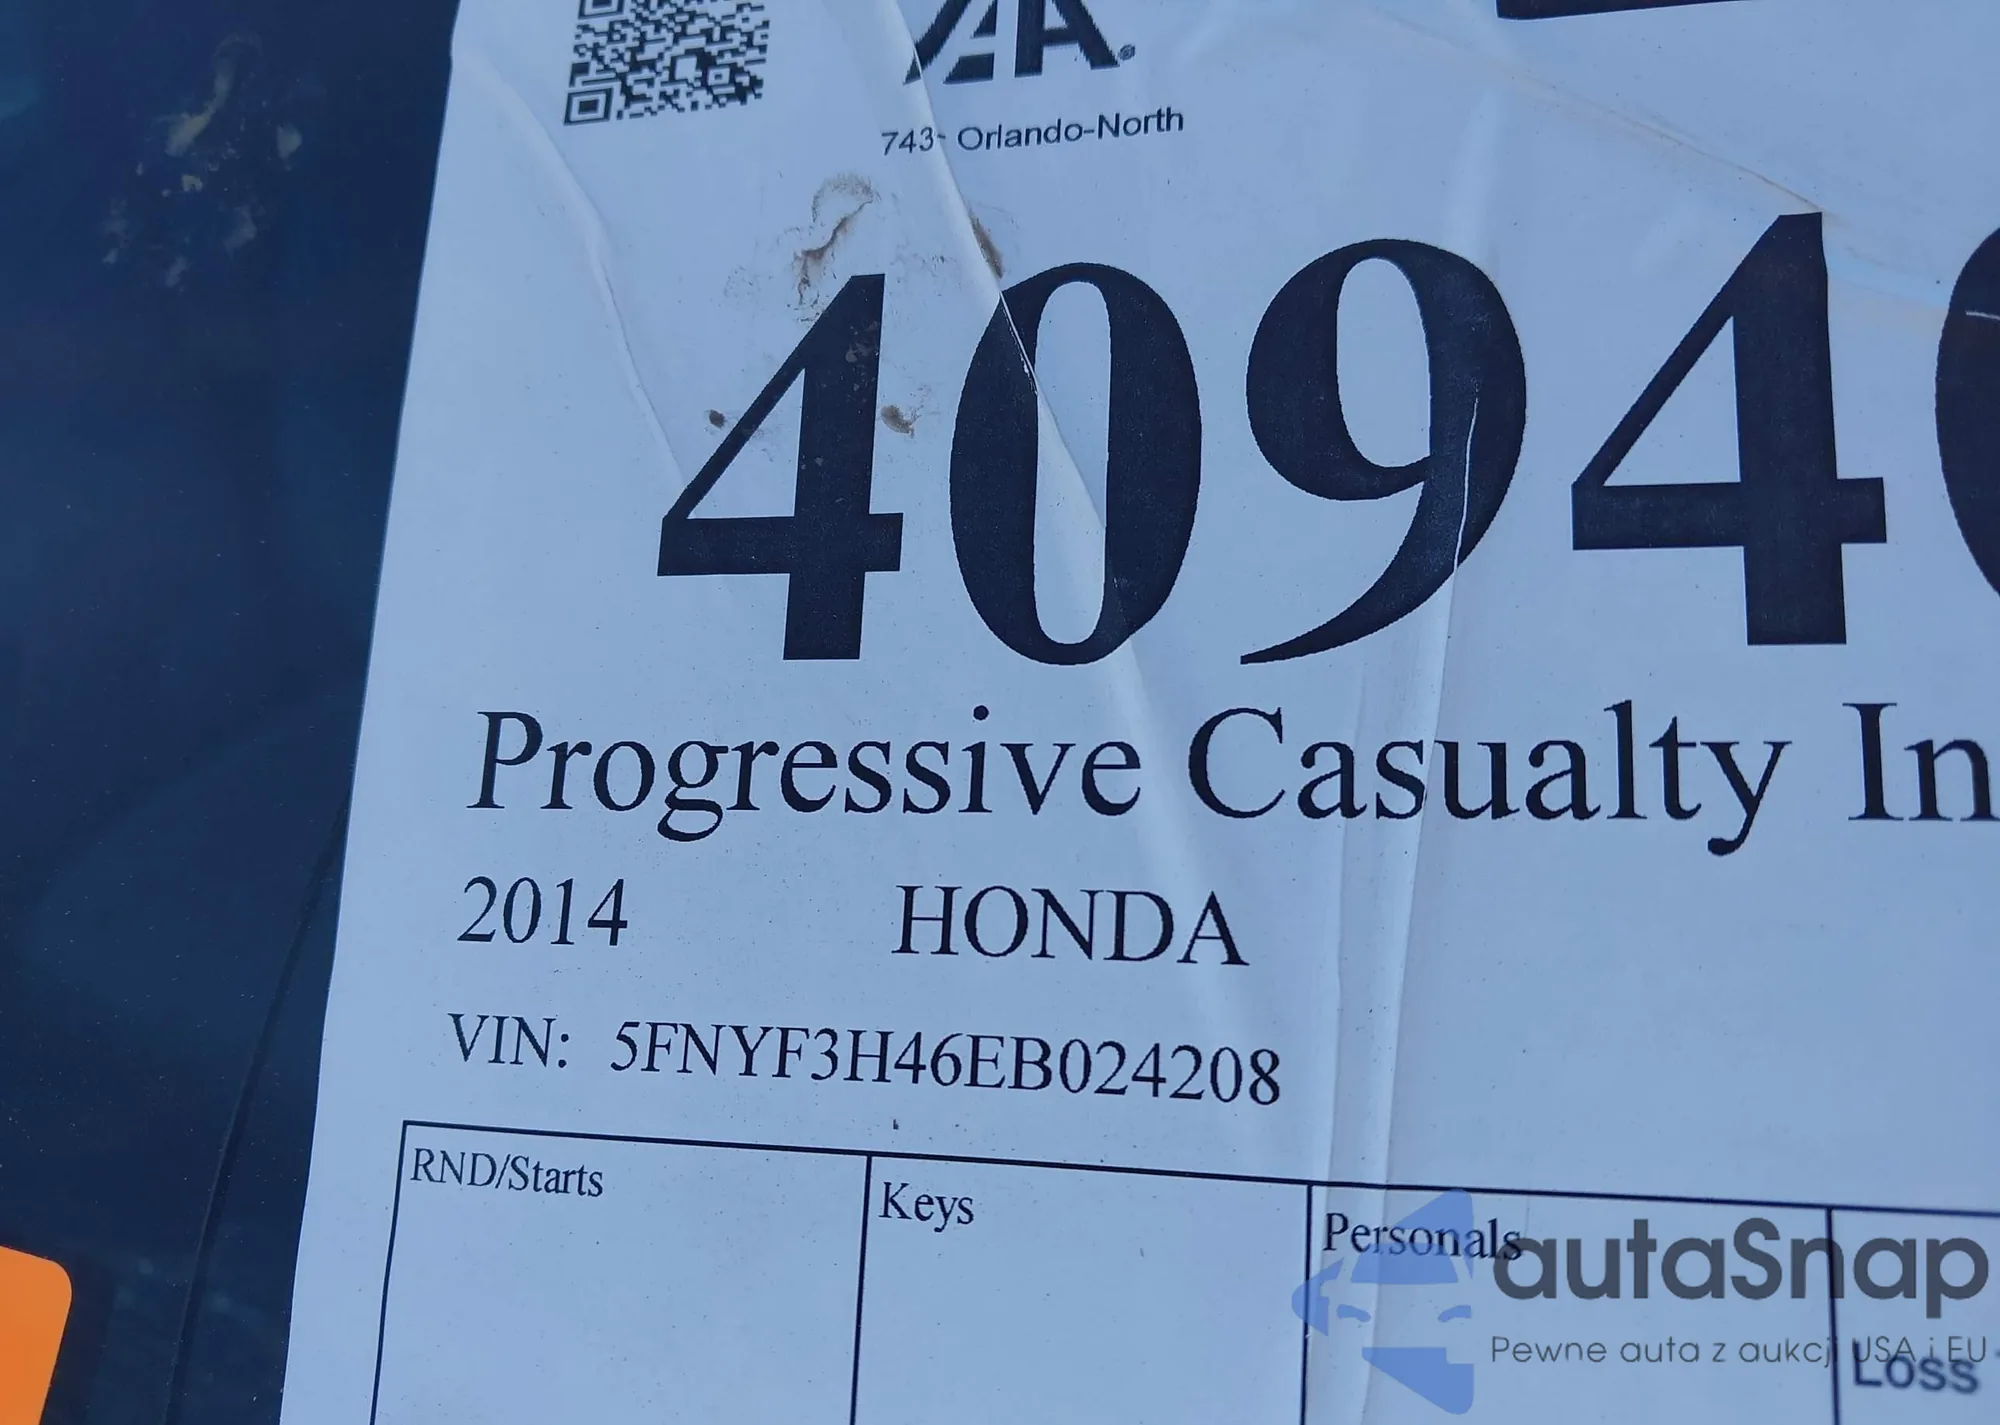 IAA®
743- Orlando-North
4094
Progressive Casualty In
2014 HONDA
VIN: 5FNYF3H46EB024208
RND/Starts Keys Personals Loss
autaSnap
Pewne auta z aukcji USA i EU